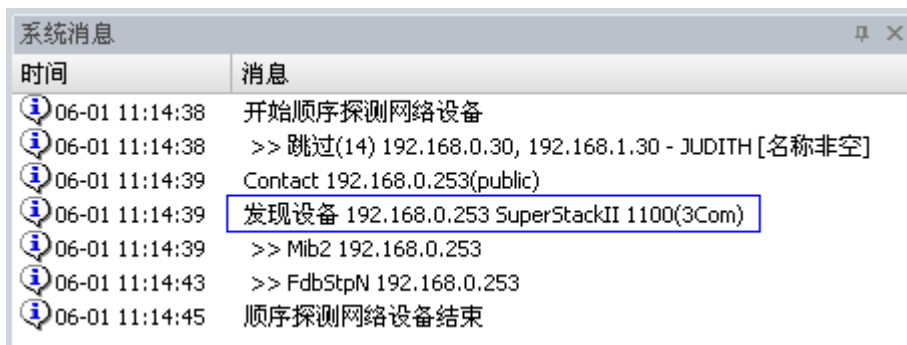 系统消息
时间 消息
06-01 11:14:38 开始顺序探测网络设备
06-01 11:14:38 >> 跳过(14) 192.168.0.30, 192.168.1.30 - JUDITH [名称非空]
06-01 11:14:39 Contact 192.168.0.253(public)
06-01 11:14:39 发现设备 192.168.0.253 SuperStackII 1100(3Com)
06-01 11:14:39 >> Mib2 192.168.0.253
06-01 11:14:43 >> FdbStpN 192.168.0.253
06-01 11:14:45 顺序探测网络设备结束